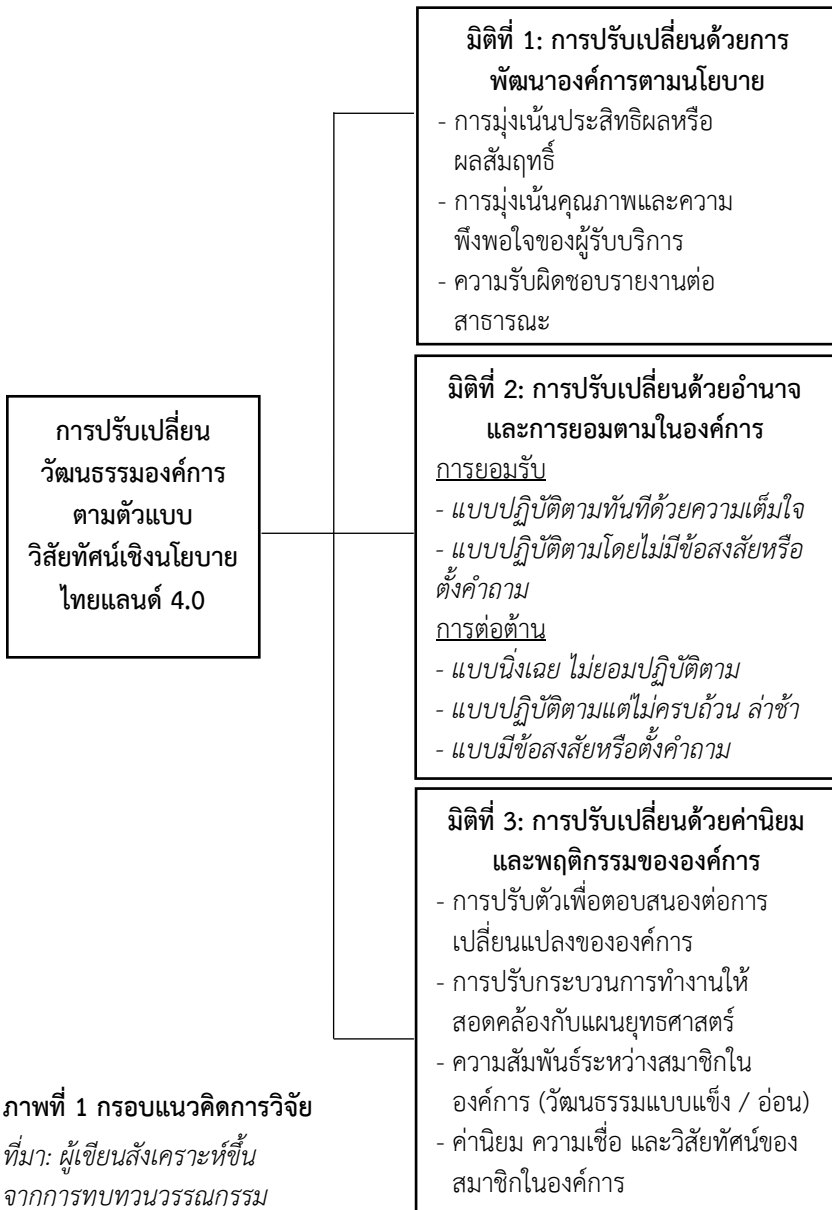 มิติที่ 1: การปรับเปลี่ยนด้วยการ
พัฒนาองค์การตามนโยบาย
- การมุ่งเน้นประสิทธิผลหรือ
ผลสัมฤทธิ์
- การมุ่งเน้นคุณภาพและความ
พึงพอใจของผู้รับบริการ
- ความรับผิดชอบรายงานต่อ
สาธารณะ
การปรับเปลี่ยน
วัฒนธรรมองค์การ
ตามตัวแบบ
วิสัยทัศน์เชิงนโยบาย
ไทยแลนด์ 4.0
มิติที่ 2: การปรับเปลี่ยนด้วยอำนาจ
และการยอมตามในองค์การ
การยอมรับ
- แบบปฏิบัติตามทันทีด้วยความเต็มใจ
- แบบปฏิบัติตามโดยไม่มีข้อสงสัยหรือ
ตั้งคำถาม
การต่อต้าน
- แบบนิ่งเฉย ไม่ยอมปฏิบัติตาม
- แบบปฏิบัติตามแต่ไม่ครบถ้วน ล่าช้า
- แบบมีข้อสงสัยหรือตั้งคำถาม
มิติที่ 3: การปรับเปลี่ยนด้วยค่านิยม
และพฤติกรรมขององค์การ
- การปรับตัวเพื่อตอบสนองต่อการ
เปลี่ยนแปลงขององค์การ
- การปรับกระบวนการทำงานให้
สอดคล้องกับแผนยุทธศาสตร์
- ความสัมพันธ์ระหว่างสมาชิกใน
องค์การ (วัฒนธรรมแบบแข็ง / อ่อน)
- ค่านิยม ความเชื่อ และวิสัยทัศน์ของ
สมาชิกในองค์การ
ภาพที่ 1 กรอบแนวคิดการวิจัย
ที่มา: ผู้เขียนสังเคราะห์ขึ้น
จากการทบทวนวรรณกรรม